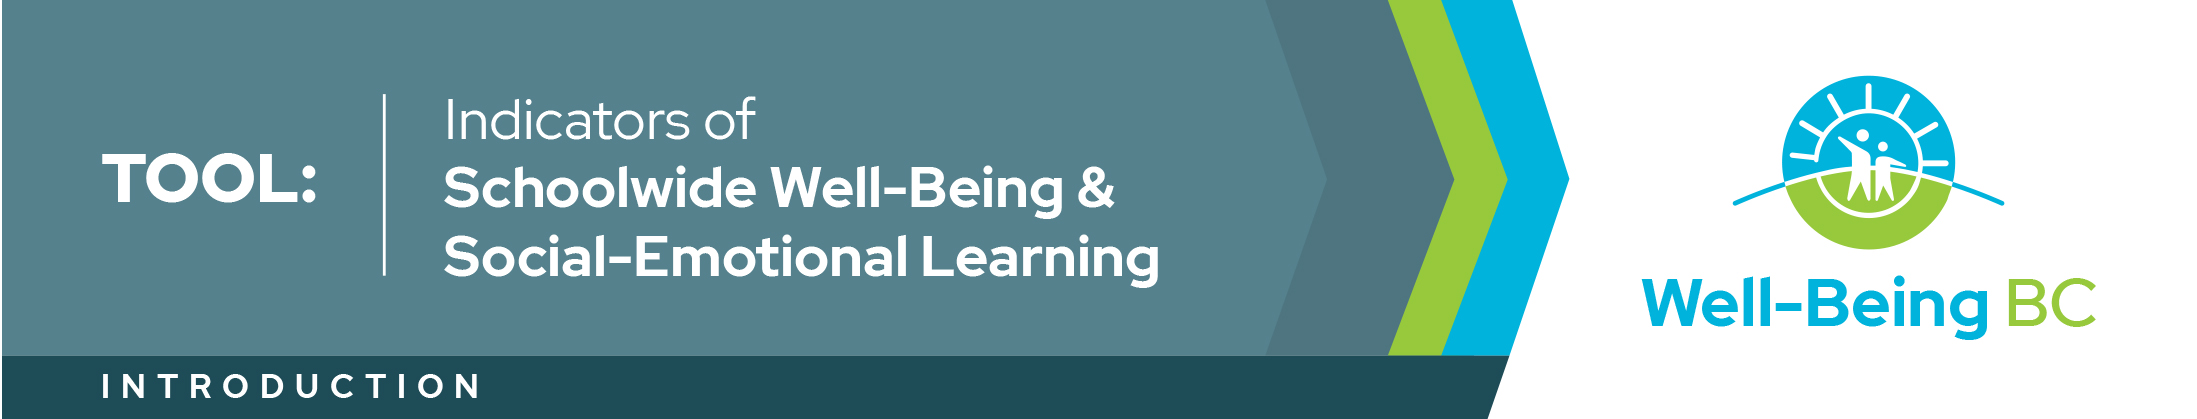 TOOL:
Indicators of
Schoolwide Well-Being &
Social-Emotional Learning
INTRODUCTION
Well-Being BC